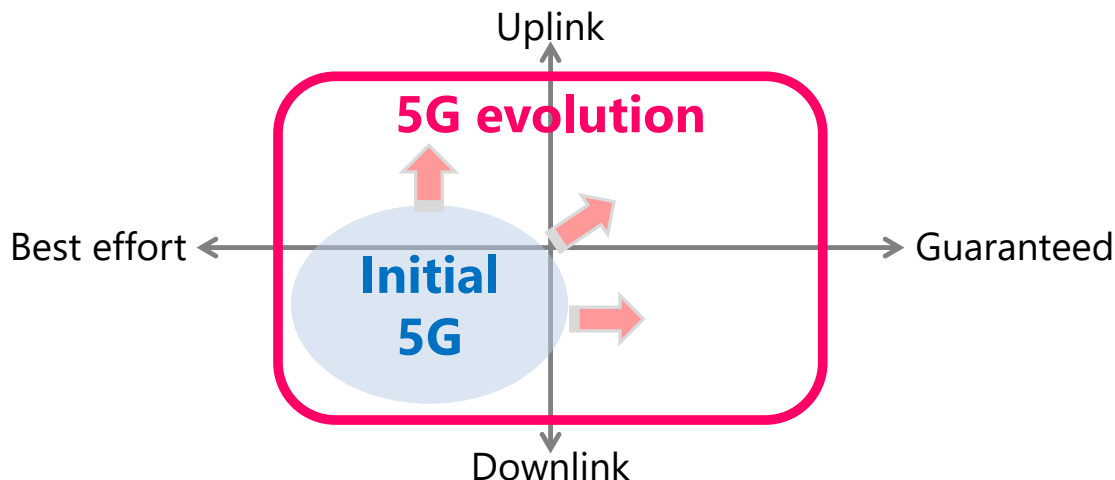 Uplink
5G evolution
Best effort
Guaranteed
Initial
5G
Downlink